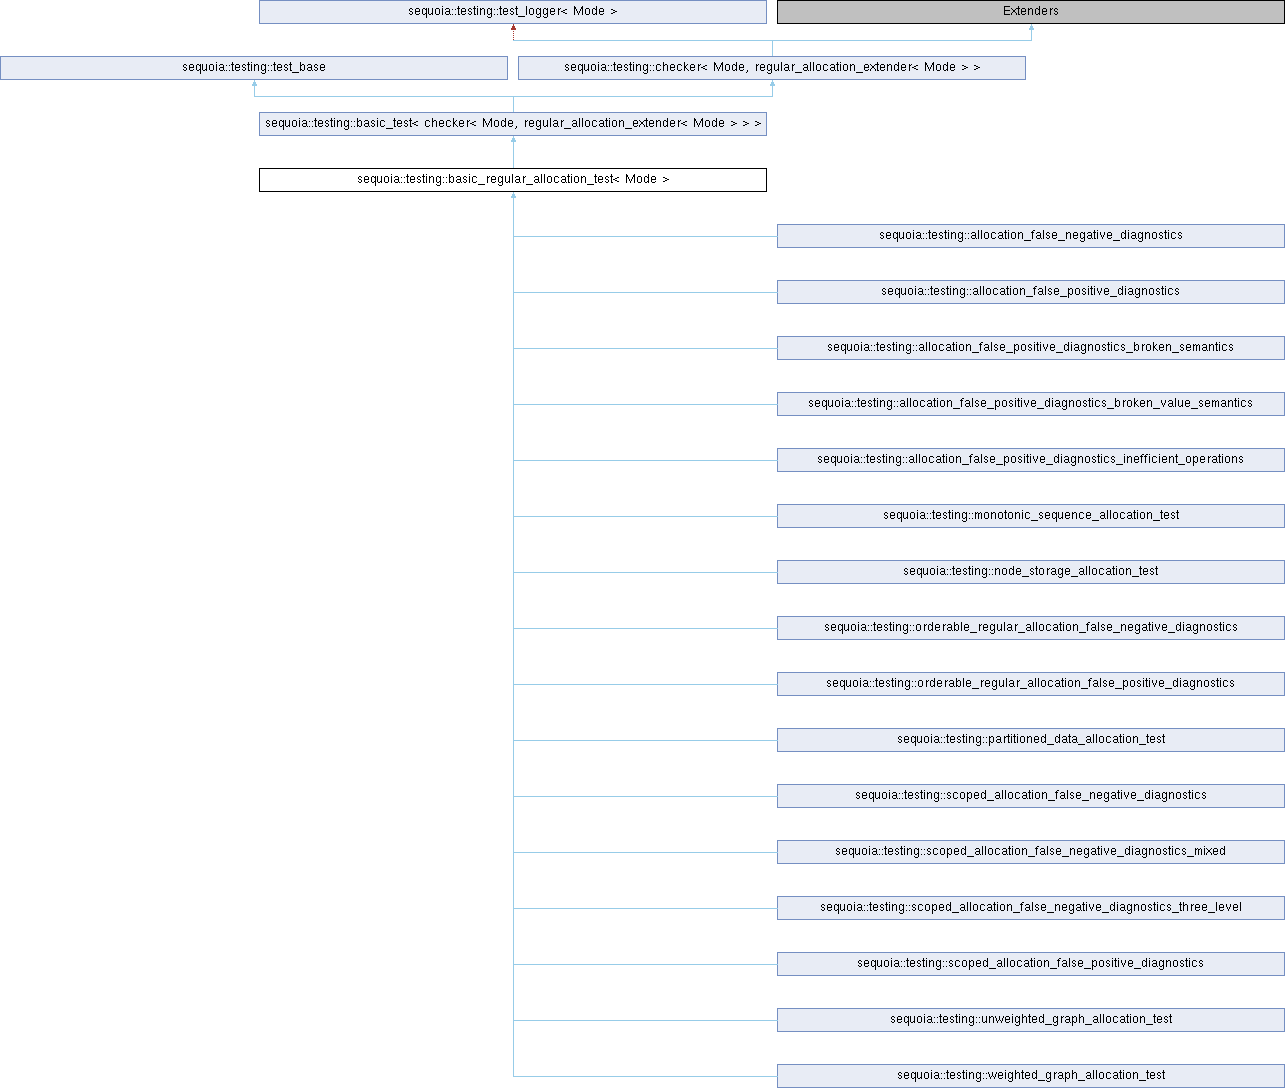 sequoia::testing::test_logger< Mode >
Extenders
sequoia::testing::test_base
sequoia::testing::checker< Mode, regular_allocation_extender< Mode > >
sequoia::testing::basic_test< checker< Mode, regular_allocation_extender< Mode > > >
sequoia::testing::basic_regular_allocation_test< Mode >
sequoia::testing::allocation_false_negative_diagnostics
sequoia::testing::allocation_false_positive_diagnostics
sequoia::testing::allocation_false_positive_diagnostics_broken_semantics
sequoia::testing::allocation_false_positive_diagnostics_broken_value_semantics
sequoia::testing::allocation_false_positive_diagnostics_inefficient_operations
sequoia::testing::monotonic_sequence_allocation_test
sequoia::testing::node_storage_allocation_test
sequoia::testing::orderable_regular_allocation_false_negative_diagnostics
sequoia::testing::orderable_regular_allocation_false_positive_diagnostics
sequoia::testing::partitioned_data_allocation_test
sequoia::testing::scoped_allocation_false_negative_diagnostics
sequoia::testing::scoped_allocation_false_negative_diagnostics_mixed
sequoia::testing::scoped_allocation_false_negative_diagnostics_three_level
sequoia::testing::scoped_allocation_false_positive_diagnostics
sequoia::testing::unweighted_graph_allocation_test
sequoia::testing::weighted_graph_allocation_test